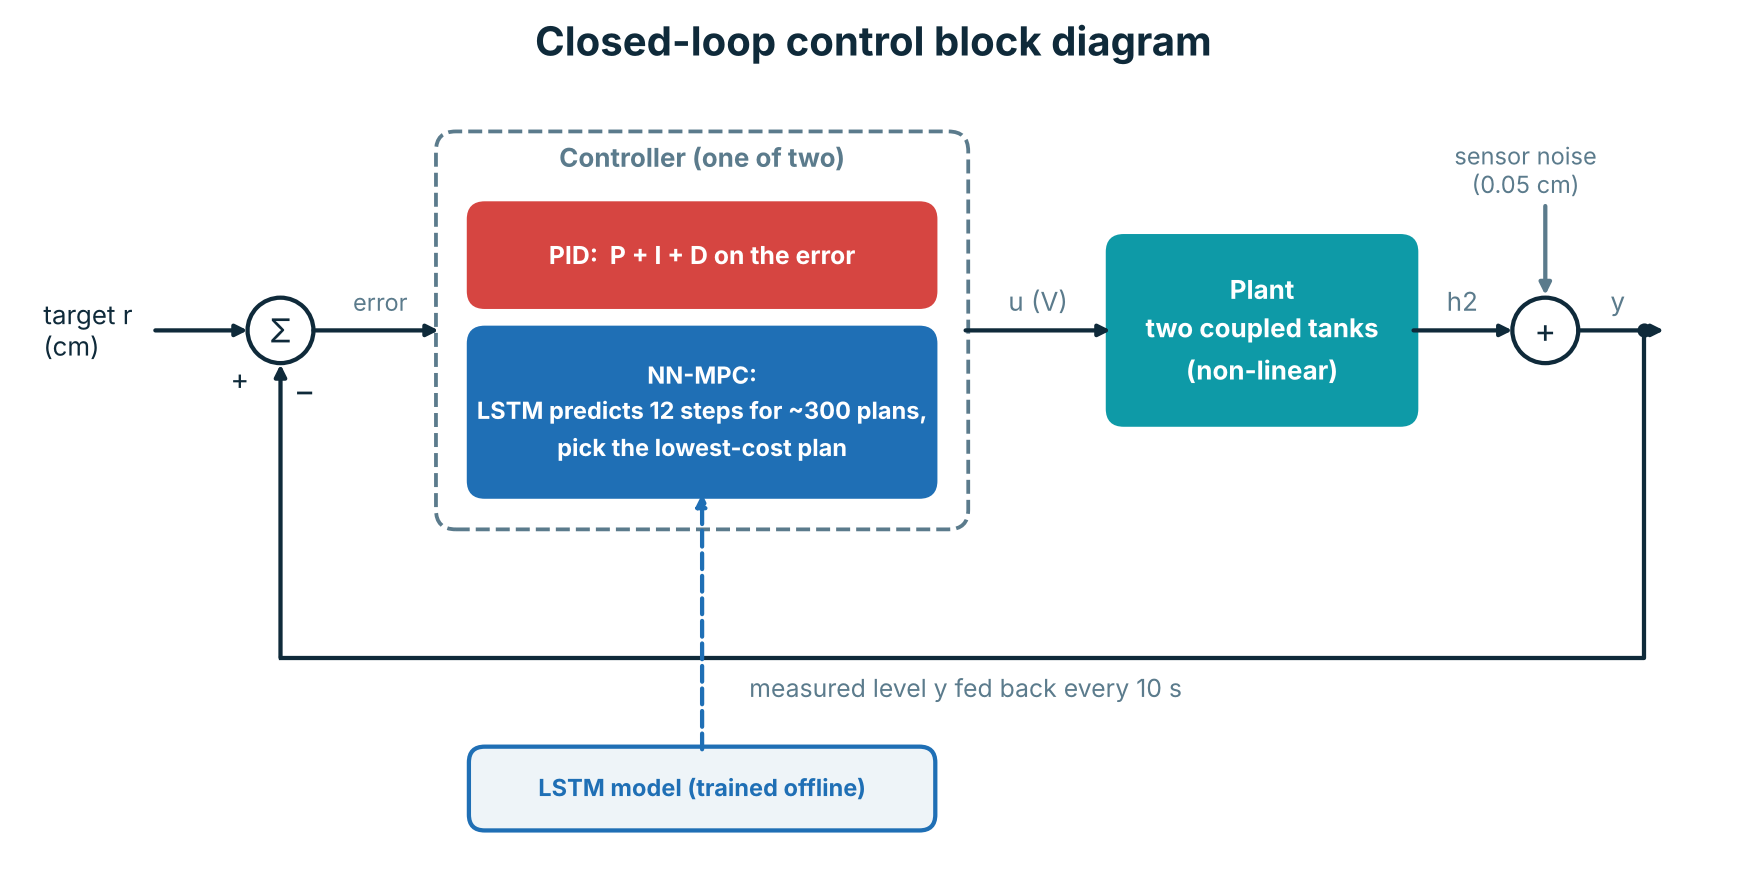 Closed-loop control block diagram
Controller (one of two)
sensor noise
(0.05 cm)
PID: P + I + D on the error
target r
(cm)
Σ
+
−
error
NN-MPC:
LSTM predicts 12 steps for ~300 plans,
pick the lowest-cost plan
u (V)
Plant
two coupled tanks
(non-linear)
h2
+
y
measured level y fed back every 10 s
LSTM model (trained offline)